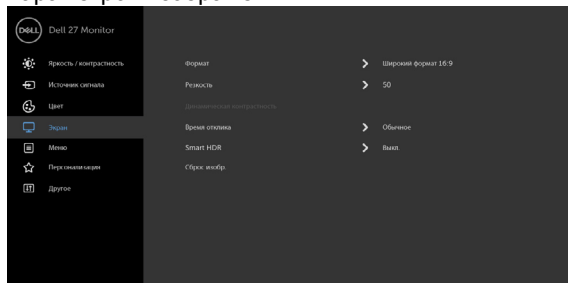 DELL
Dell 27 Monitor
Яркость / контрастность
Источник сигнала
Цвет
Экран
Меню
Персонализация
Другое
Формат
Широкий формат 16:9
Резкость
50
Динамическая контрастность
Время отклика
Обычное
Smart HDR
Выкл.
Сброс изобр.